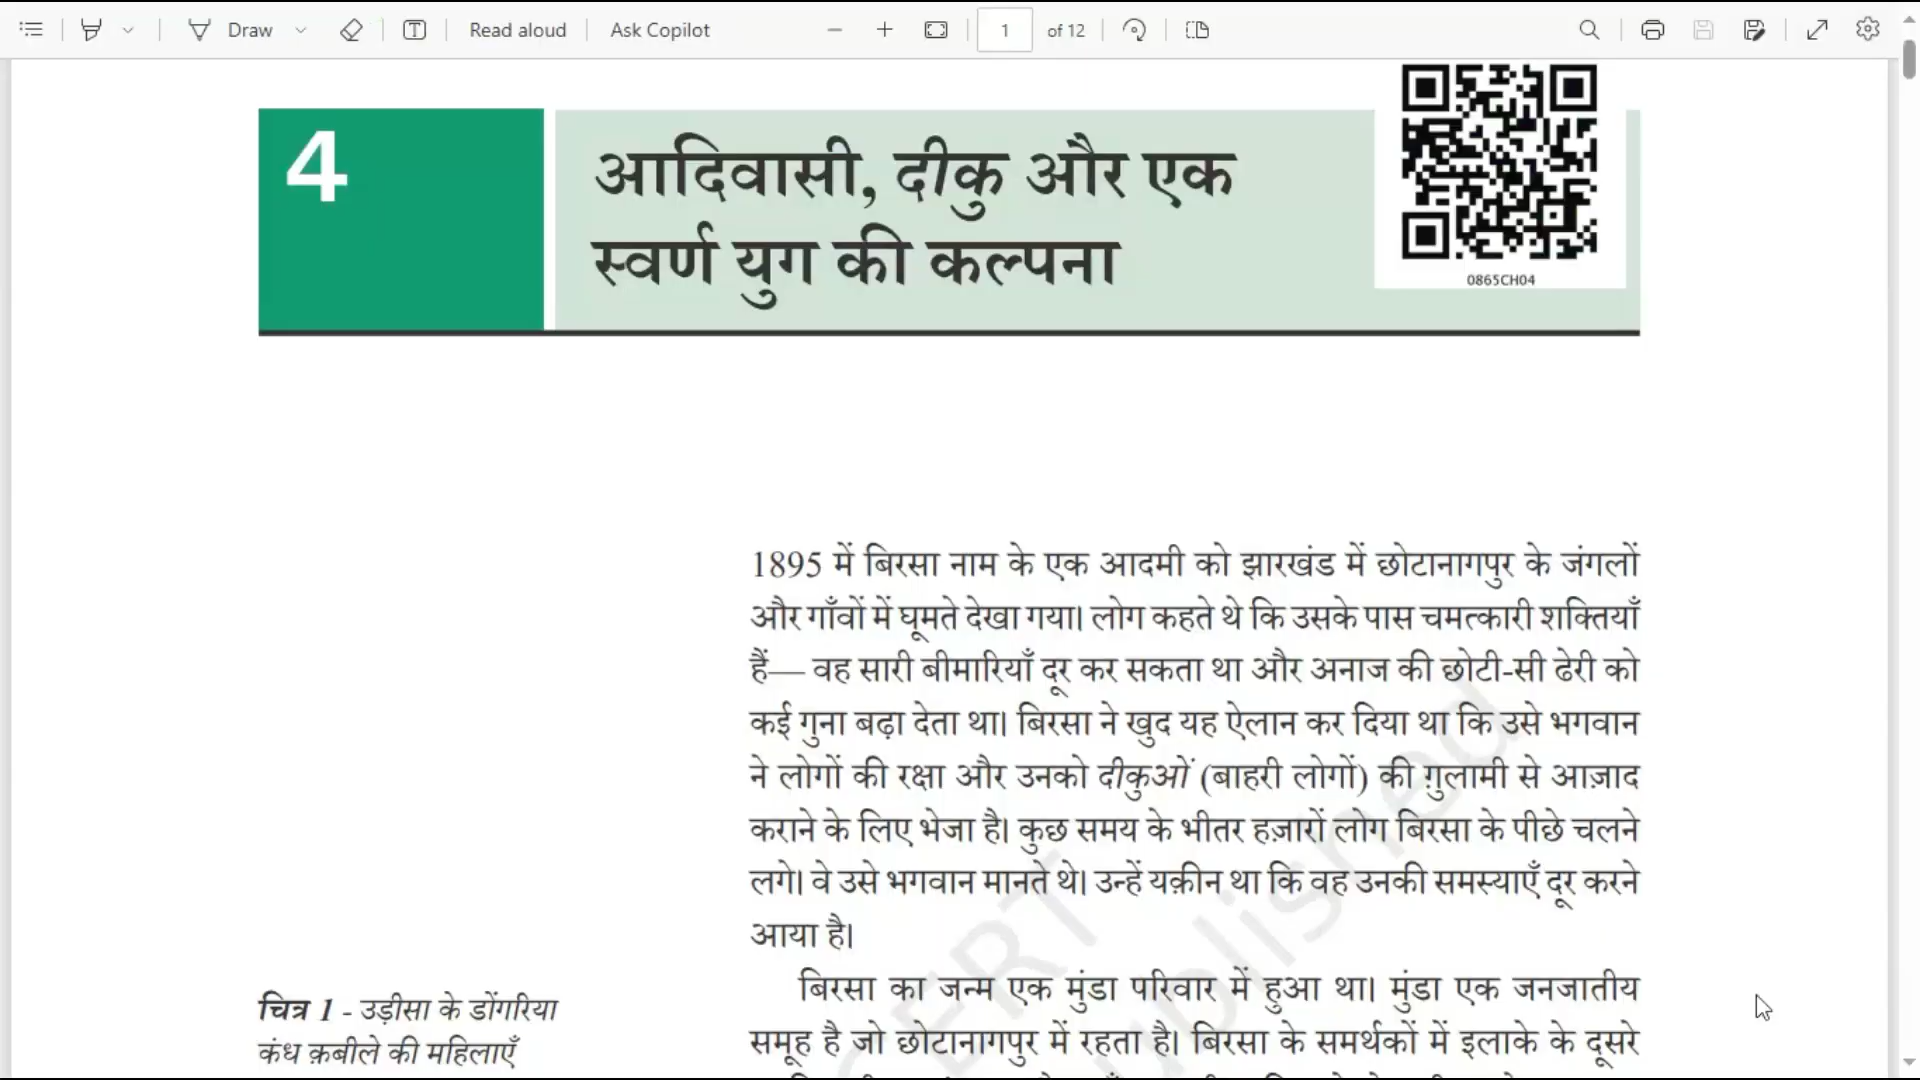 Draw
Read aloud
Ask Copilot
1
of 12
4
आदिवासी, दीकु और एक
स्वर्ण युग की कल्पना
0865CH04
1895 में बिरसा नाम के एक आदमी को झारखंड में छोटानागपुर के जंगलों
और गाँवों में घूमते देखा गया। लोग कहते थे कि उसके पास चमत्कारी शक्तियाँ
हैं— वह सारी बीमारियाँ दूर कर सकता था और अनाज की छोटी-सी ढेरी को
कई गुना बढ़ा देता था। बिरसा ने खुद यह ऐलान कर दिया था कि उसे भगवान
ने लोगों की रक्षा और उनको दीकुओं (बाहरी लोगों) की ग़ुलामी से आज़ाद
कराने के लिए भेजा है। कुछ समय के भीतर हज़ारों लोग बिरसा के पीछे चलने
लगे। वे उसे भगवान मानते थे। उन्हें यक़ीन था कि वह उनकी समस्याएँ दूर करने
आया है।
बिरसा का जन्म एक मुंडा परिवार में हुआ था। मुंडा एक जनजातीय
समूह है जो छोटानागपुर में रहता है। बिरसा के समर्थकों में इलाके के दूसरे
चित्र 1 - उड़ीसा के डोंगरिया
कंध क़बीले की महिलाएँ